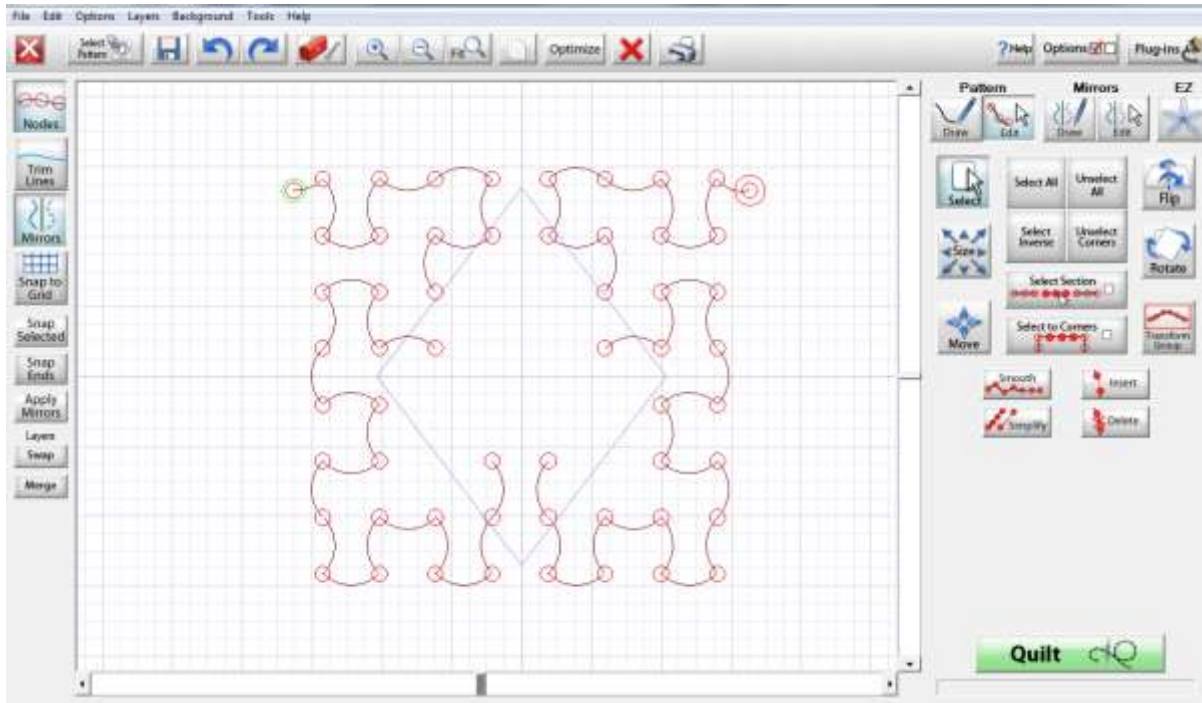 File Edit Options Layers Background Tools Help
Select
Pattern
Fit
Optimize
?Help
Options
Plug-ins
Nodes
Trim
Lines
Mirrors
Snap to
Grid
Snap
Selected
Snap
Ends
Apply
Mirrors
Layers
Swap
Merge
Pattern Mirrors EZ
Draw Edit Draw Edit
Select
Select All
Unselect
All
Flip
Size
Select
Inverse
Unselect
Corners
Rotate
Select Section
Move
Select to Corners
Transform
Group
Smooth
Insert
Simplify
Delete
Quilt